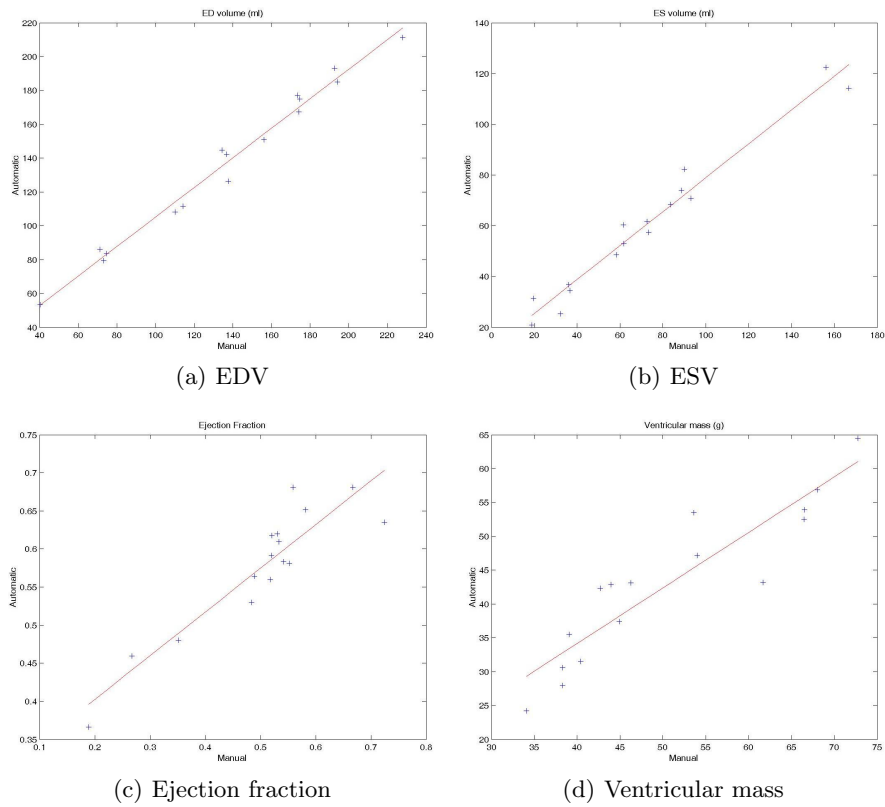 ED volume (ml)
220
200
180
160
140
120
100
80
60
40
Automatic
40 60 80 100 120 140 160 180 200 220 240
Manual
(a) EDV
ES volume (ml)
140
120
100
80
60
40
20
Automatic
0 20 40 60 80 100 120 140 160 180
Manual
(b) ESV
Ejection Fraction
0.75
0.7
0.65
0.6
0.55
0.5
0.45
0.4
0.35
Automatic
0.1 0.2 0.3 0.4 0.5 0.6 0.7 0.8
Manual
(c) Ejection fraction
Ventricular mass (g)
65
60
55
50
45
40
35
30
25
20
Automatic
30 35 40 45 50 55 60 65 70 75
Manual
(d) Ventricular mass